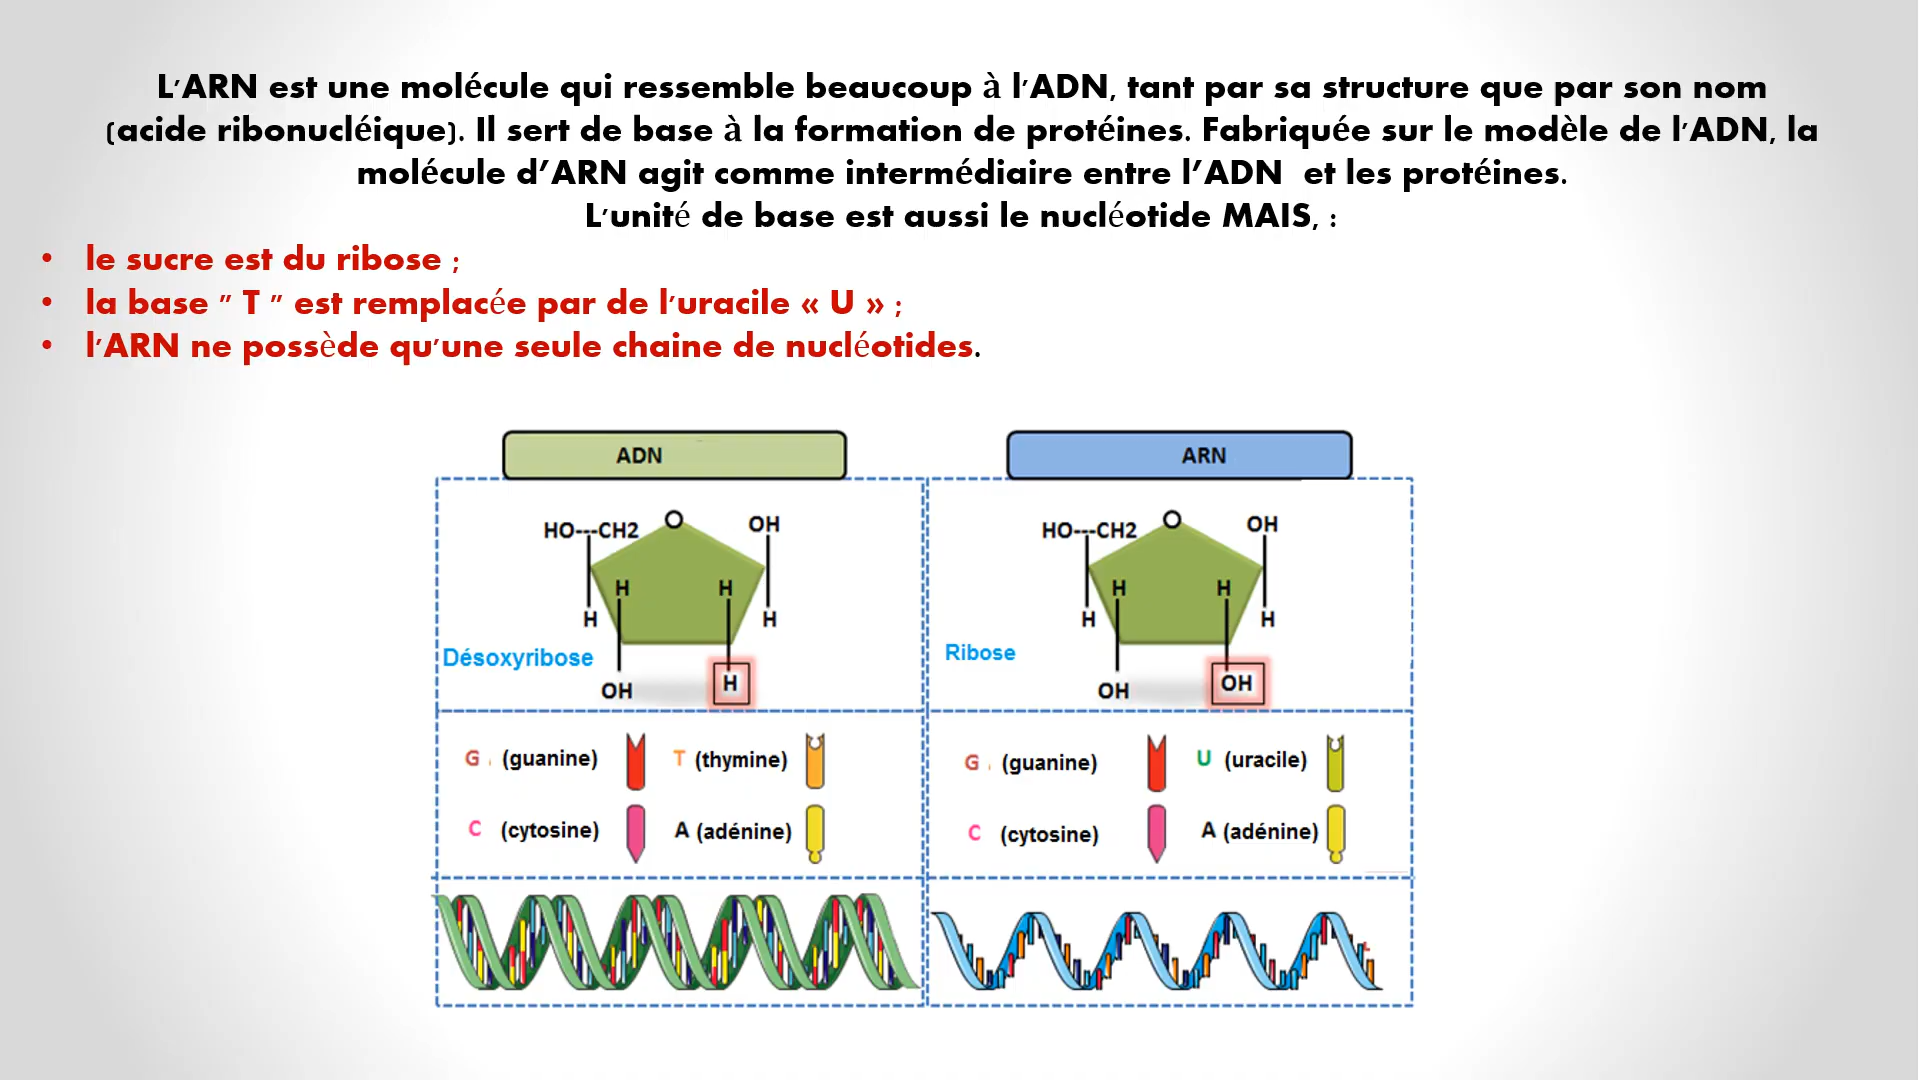 L'ARN est une molécule qui ressemble beaucoup à l'ADN, tant par sa structure que par son nom
(acide ribonucléique). Il sert de base à la formation de protéines. Fabriquée sur le modèle de l'ADN, la
molécule d’ARN agit comme intermédiaire entre l’ADN et les protéines.
L'unité de base est aussi le nucléotide MAIS, :
• le sucre est du ribose ;
• la base " T " est remplacée par de l'uracile « U » ;
• l'ARN ne possède qu'une seule chaine de nucléotides.
ADN
HO---CH2 O OH
H H
H H
Désoxyribose
OH H
G (guanine) T (thymine)
C (cytosine) A (adénine)
ARN
HO---CH2 O OH
H H
H H
Ribose
OH OH
G (guanine) U (uracile)
C (cytosine) A (adénine)